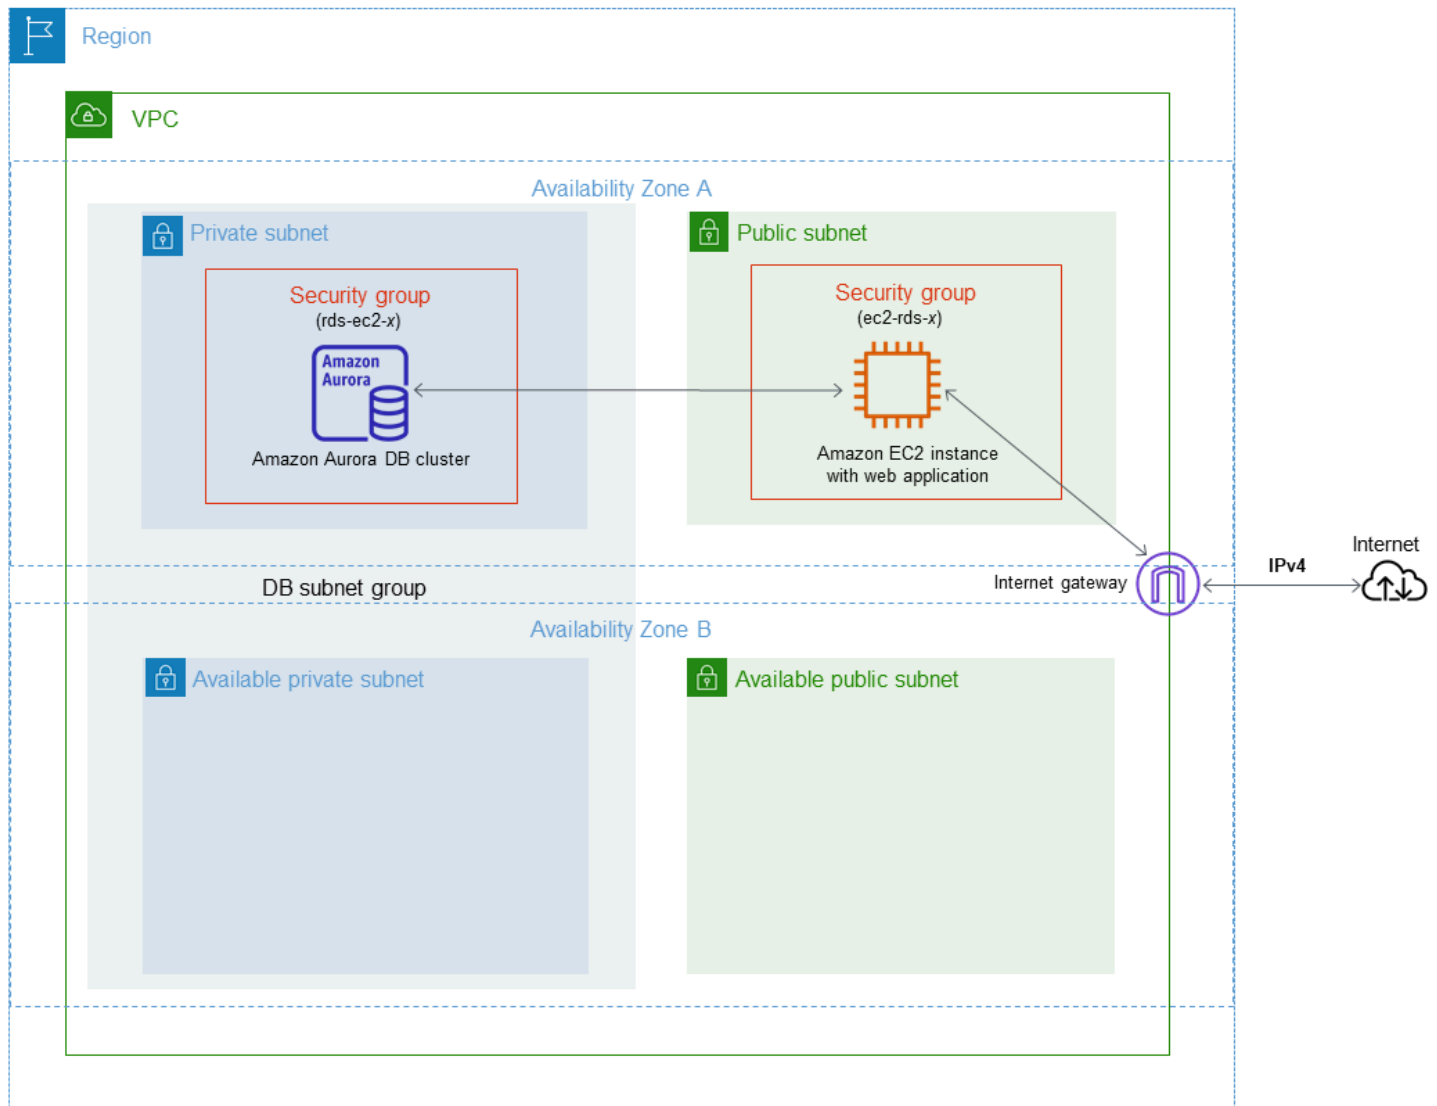 Region
VPC
Availability Zone A
Private subnet
Public subnet
Security group
(rds-ec2-x)
Amazon
Aurora
Amazon Aurora DB cluster
Security group
(ec2-rds-x)
Amazon EC2 instance
with web application
DB subnet group
Internet gateway
IPv4
Internet
Availability Zone B
Available private subnet
Available public subnet